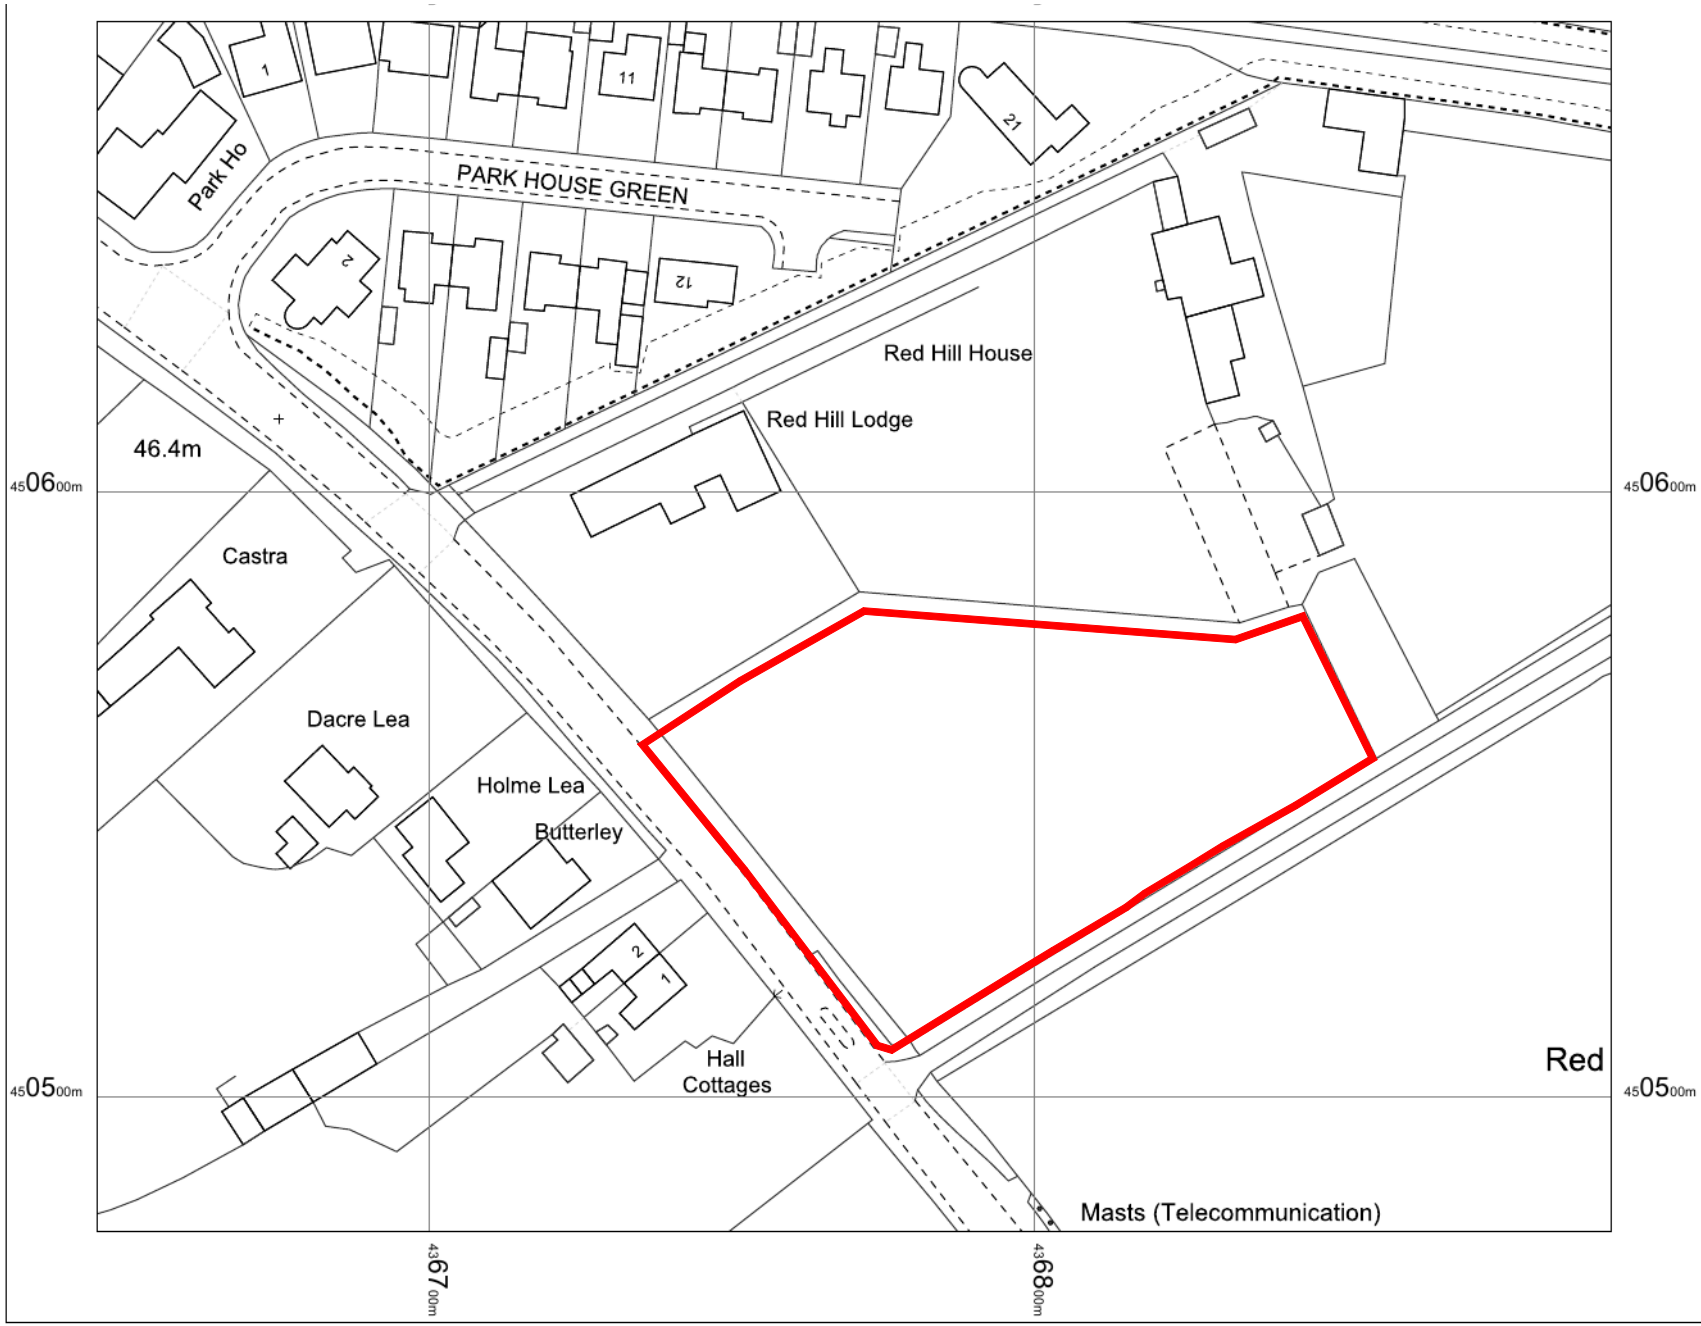 1
11
21
Park Ho
PARK HOUSE GREEN
2
12
Red Hill House
Red Hill Lodge
46.4m
450600m
450600m
Castra
Dacre Lea
Holme Lea
Butterley
2
1
Hall
Cottages
Red
450500m
450500m
Masts (Telecommunication)
436700m
436800m